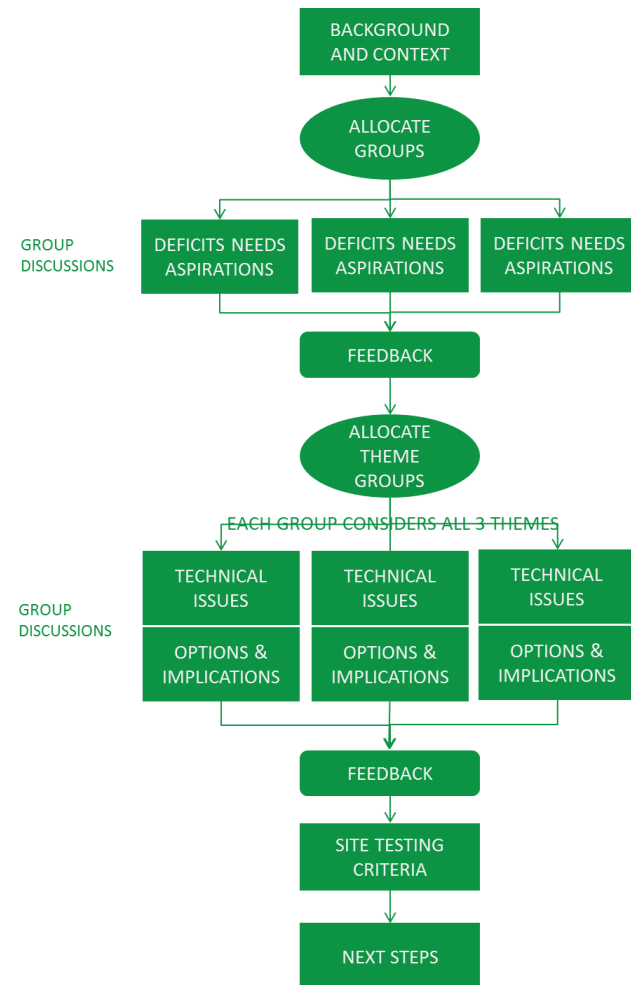 BACKGROUND
AND CONTEXT
ALLOCATE
GROUPS
GROUP
DISCUSSIONS
DEFICITS NEEDS
ASPIRATIONS
DEFICITS NEEDS
ASPIRATIONS
DEFICITS NEEDS
ASPIRATIONS
FEEDBACK
ALLOCATE
THEME
GROUPS
EACH GROUP CONSIDERS ALL 3 THEMES
GROUP
DISCUSSIONS
TECHNICAL
ISSUES
TECHNICAL
ISSUES
TECHNICAL
ISSUES
OPTIONS &
IMPLICATIONS
OPTIONS &
IMPLICATIONS
OPTIONS &
IMPLICATIONS
FEEDBACK
SITE TESTING
CRITERIA
NEXT STEPS